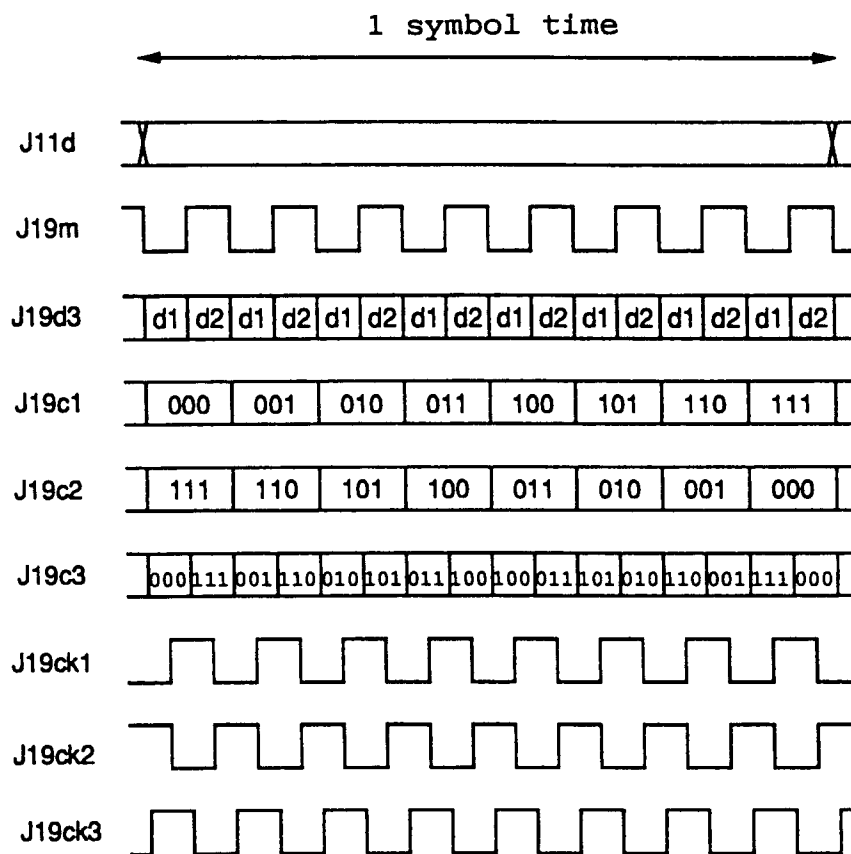 1 symbol time
J11d
J19m
J19d3 d1 d2 d1 d2 d1 d2 d1 d2 d1 d2 d1 d2 d1 d2 d1 d2
J19c1 000 001 010 011 100 101 110 111
J19c2 111 110 101 100 011 010 001 000
J19c3 000 111 001 110 010 101 011 100 100 011 101 010 110 001 111 000
J19ck1
J19ck2
J19ck3